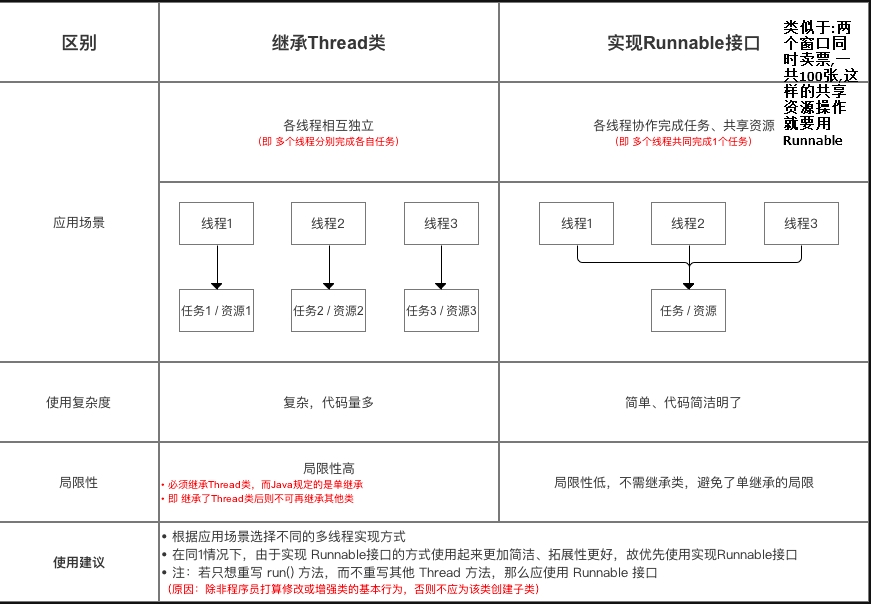 区别
继承Thread类
实现Runnable接口
类似于:两
个窗口同
时卖票,一
共100张,这
样的共享
资源操作
就要用
Runnable
应用场景
各线程相互独立
(即 多个线程分别完成各自任务)
各线程协作完成任务、共享资源
(即 多个线程共同完成1个任务)
线程1
线程2
线程3
任务1 / 资源1
任务2 / 资源2
任务3 / 资源3
线程1
线程2
线程3
任务 / 资源
使用复杂度
复杂，代码量多
简单、代码简洁明了
局限性
局限性高
• 必须继承Thread类，而Java规定的是单继承
• 即 继承了Thread类后则不可再继承其他类
局限性低，不需继承类，避免了单继承的局限
使用建议
• 根据应用场景选择不同的多线程实现方式
• 在同1情况下，由于实现 Runnable接口的方式使用起来更加简洁、拓展性更好，故优先使用实现Runnable接口
• 注：若只想重写 run() 方法，而不重写其他 Thread 方法，那么应使用 Runnable 接口
(原因：除非程序员打算修改或增强类的基本行为，否则不应为该类创建子类)